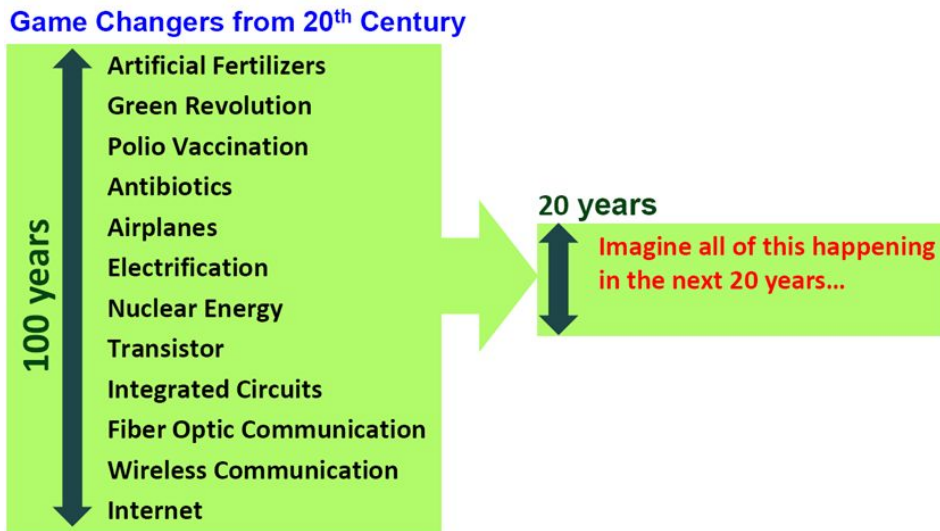 Game Changers from 20th Century
100 years
Artificial Fertilizers
Green Revolution
Polio Vaccination
Antibiotics
Airplanes
Electrification
Nuclear Energy
Transistor
Integrated Circuits
Fiber Optic Communication
Wireless Communication
Internet
20 years
Imagine all of this happening
in the next 20 years...